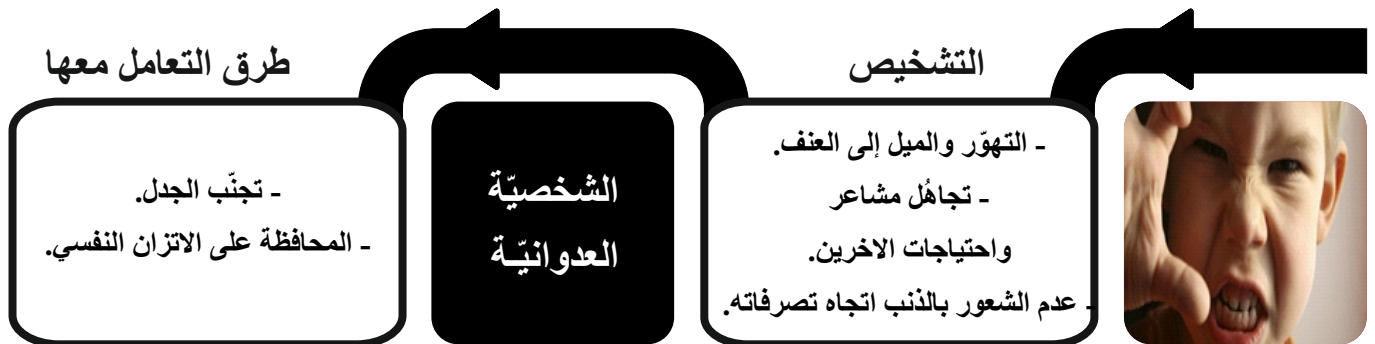 التشخيص
- التهوّر والميل إلى العنف.
- تجاهُل مشاعر
واحتياجات الاخرين.
- عدم الشعور بالذنب اتجاه تصرفاته.
الشخصيّة
العدوانيّـة
طرق التعامل معها
- تجنّب الجدل.
- المحافظة على الاتزان النفسي.